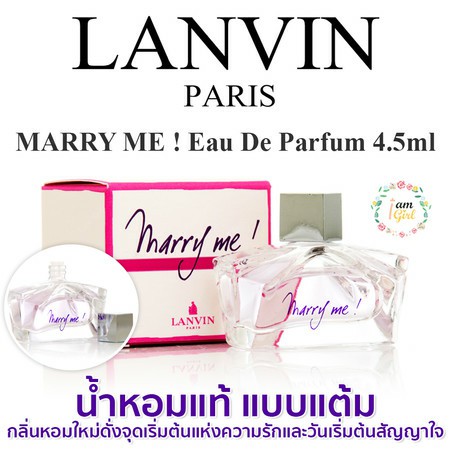 LANVIN
PARIS
MARRY ME ! Eau De Parfum 4.5ml
I am
Girl
marry me !
LANVIN
PARIS
marry me !
น้ำหอมแท้ แบบแต้ม
กลิ่นหอมใหม่ดั่งจุดเริ่มต้นแห่งความรักและวันเริ่มต้นสัญญาใจ